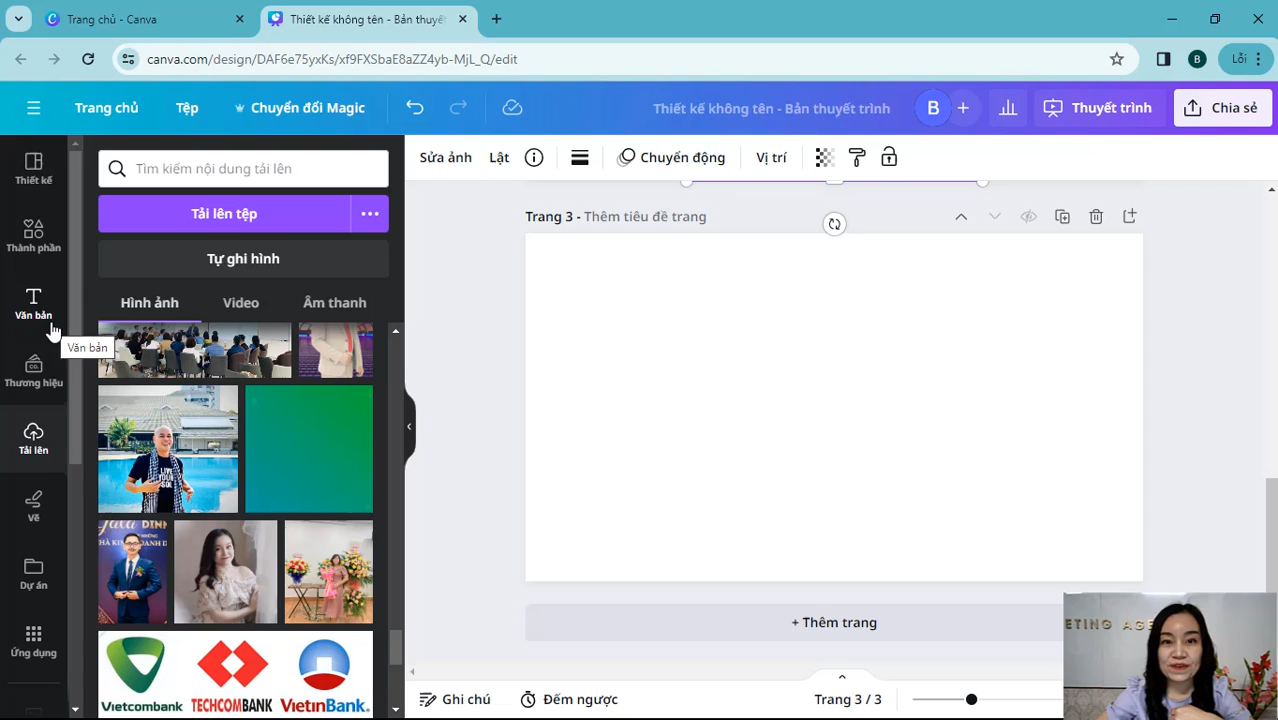 Trang chủ - Canva
Thiết kế không tên - Bản thuyết
canva.com/design/DAF6e75yxKs/xf9FXSbaE8aZZ4yb-MjL_Q/edit
B
Lỗi
Trang chủ
Tệp
Chuyển đổi Magic
Thiết kế không tên - Bản thuyết trình
B
Thuyết trình
Chia sẻ
Thiết kế
Thành phần
Văn bản
Văn bản
Thương hiệu
Tải lên
Vẽ
Dự án
Ứng dụng
Tìm kiếm nội dung tải lên
Tải lên tệp
Tự ghi hình
Hình ảnh
Video
Âm thanh
LIVE
YOUR
Vietcombank
TECHCOMBANK
VietinBank
Sửa ảnh
Lật
Chuyển động
Vị trí
Trang 3 - Thêm tiêu đề trang
+ Thêm trang
Ghi chú
Đếm ngược
Trang 3 / 3
ETING AGE